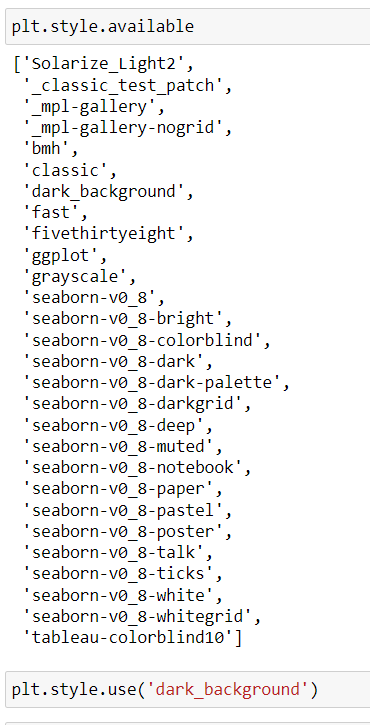 plt.style.available
['Solarize_Light2',
 '_classic_test_patch',
 '_mpl-gallery',
 '_mpl-gallery-nogrid',
 'bmh',
 'classic',
 'dark_background',
 'fast',
 'fivethirtyeight',
 'ggplot',
 'grayscale',
 'seaborn-v0_8',
 'seaborn-v0_8-bright',
 'seaborn-v0_8-colorblind',
 'seaborn-v0_8-dark',
 'seaborn-v0_8-dark-palette',
 'seaborn-v0_8-darkgrid',
 'seaborn-v0_8-deep',
 'seaborn-v0_8-muted',
 'seaborn-v0_8-notebook',
 'seaborn-v0_8-paper',
 'seaborn-v0_8-pastel',
 'seaborn-v0_8-poster',
 'seaborn-v0_8-talk',
 'seaborn-v0_8-ticks',
 'seaborn-v0_8-white',
 'seaborn-v0_8-whitegrid',
 'tableau-colorblind10']
plt.style.use('dark_background')